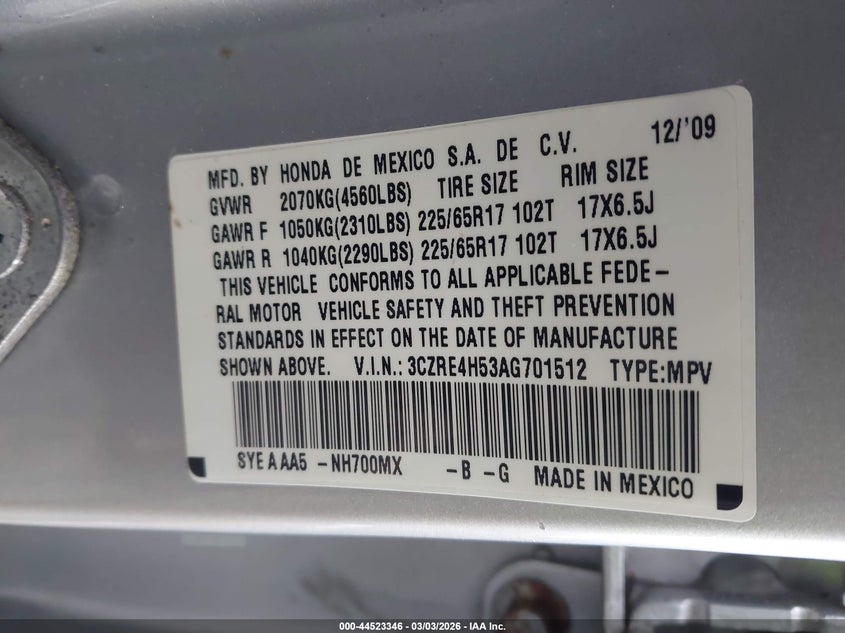 MFD. BY HONDA DE MEXICO S.A. DE C.V. 12/'09
GVWR 2070KG(4560LBS) TIRE SIZE RIM SIZE
GAWR F 1050KG(2310LBS) 225/65R17 102T 17X6.5J
GAWR R 1040KG(2290LBS) 225/65R17 102T 17X6.5J
THIS VEHICLE CONFORMS TO ALL APPLICABLE FEDE-
RAL MOTOR VEHICLE SAFETY AND THEFT PREVENTION
STANDARDS IN EFFECT ON THE DATE OF MANUFACTURE
SHOWN ABOVE. V.I.N.: 3CZRE4H53AG701512 TYPE:MPV
SYE A AA5 -NH700MX -B -G MADE IN MEXICO
000-44523346 - 03/03/2026 - IAA Inc.